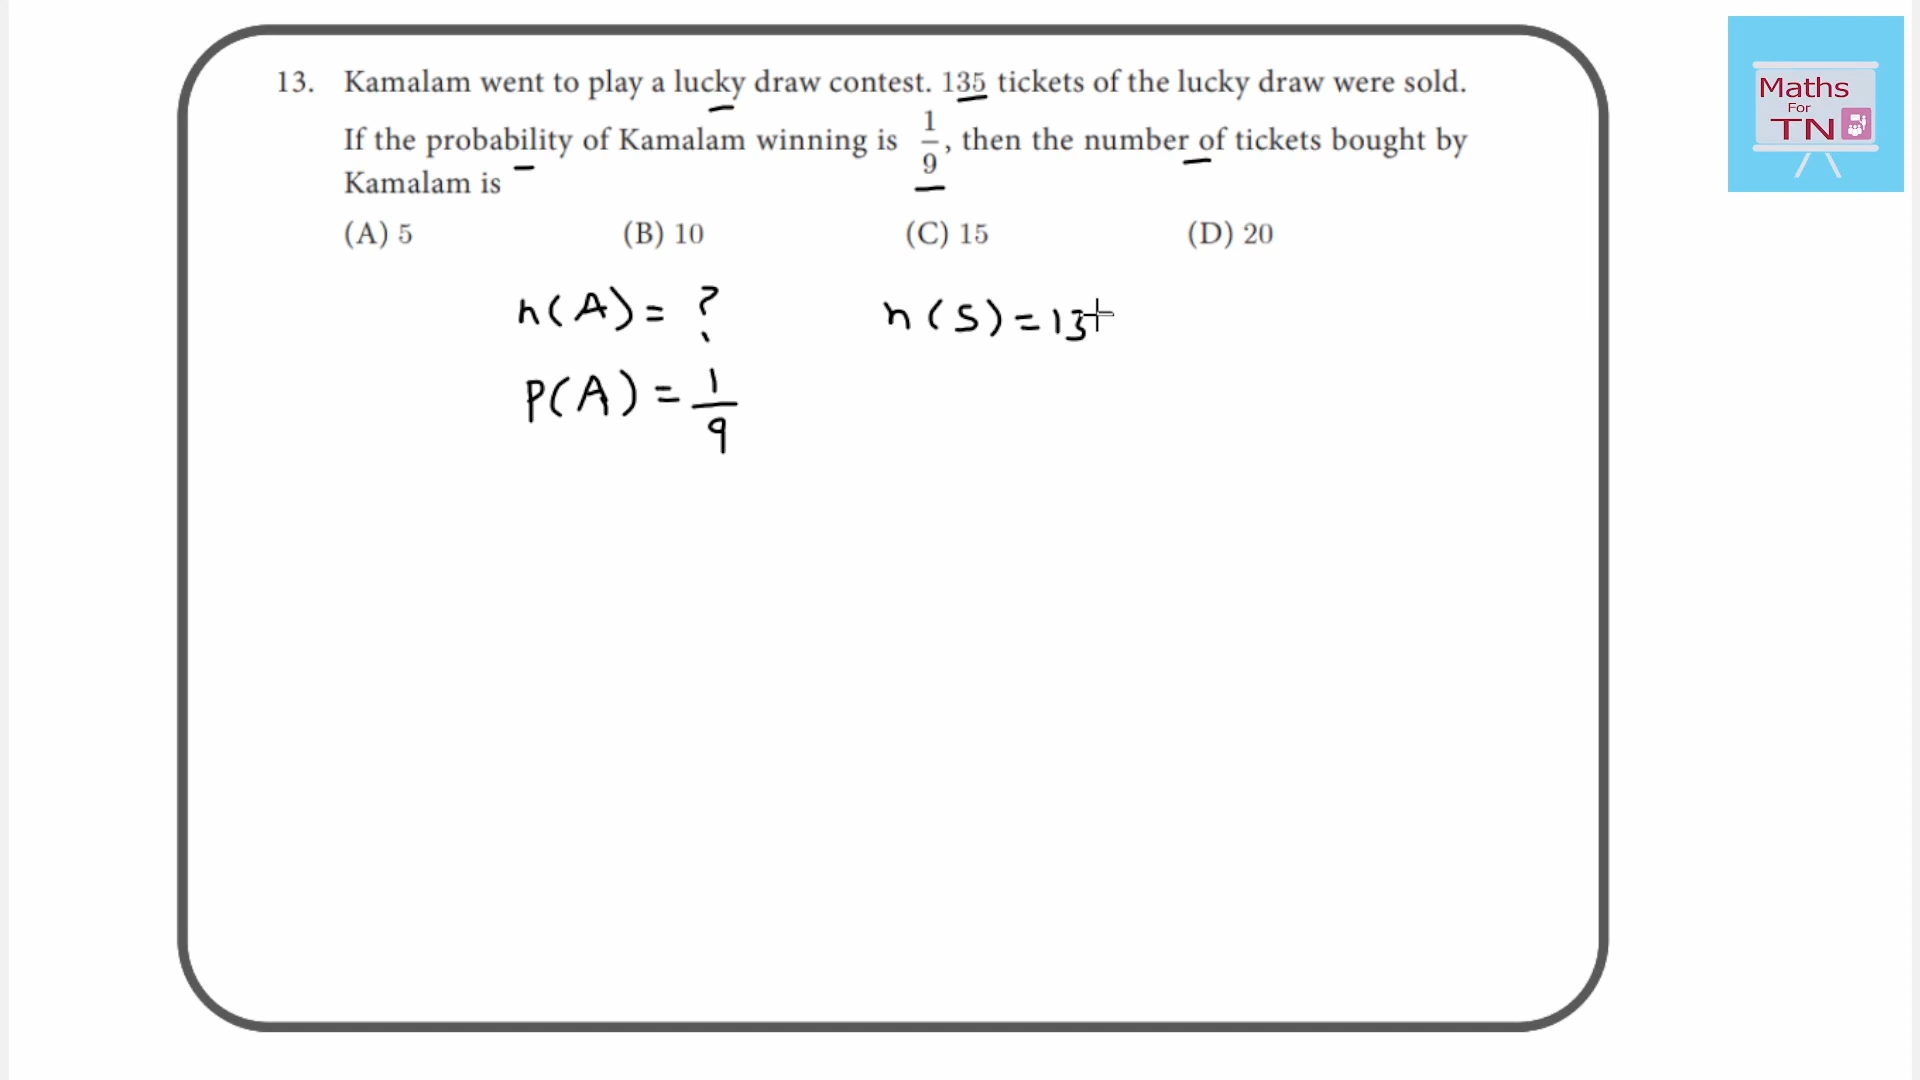 13. Kamalam went to play a lucky draw contest. 135 tickets of the lucky draw were sold.
If the probability of Kamalam winning is 1/9, then the number of tickets bought by
Kamalam is
(A) 5 (B) 10 (C) 15 (D) 20
n(A) = ? n(S) = 13
P(A) = 1/9
Maths
For
TN